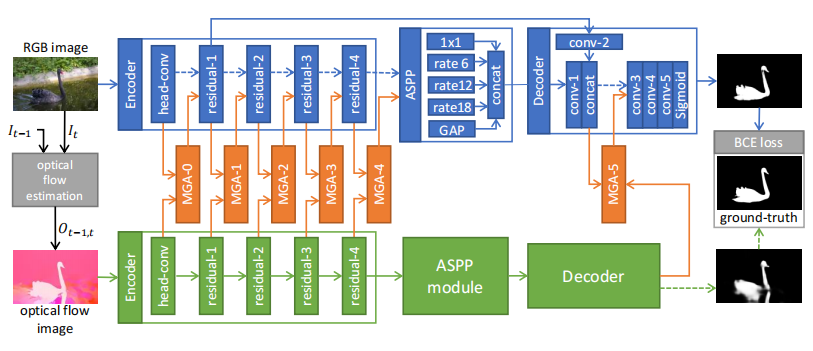 RGB image
I_{t-1}
I_t
optical
flow
estimation
O_{t-1,t}
optical flow
image
Encoder
head-conv
residual-1
residual-2
residual-3
residual-4
ASPP
1x1
rate 6
rate12
rate18
GAP
concat
Decoder
conv-2
conv-1
concat
conv-3
conv-4
conv-5
Sigmoid
MGA-0
MGA-1
MGA-2
MGA-3
MGA-4
MGA-5
BCE loss
ground-truth
Encoder
head-conv
residual-1
residual-2
residual-3
residual-4
ASPP
module
Decoder